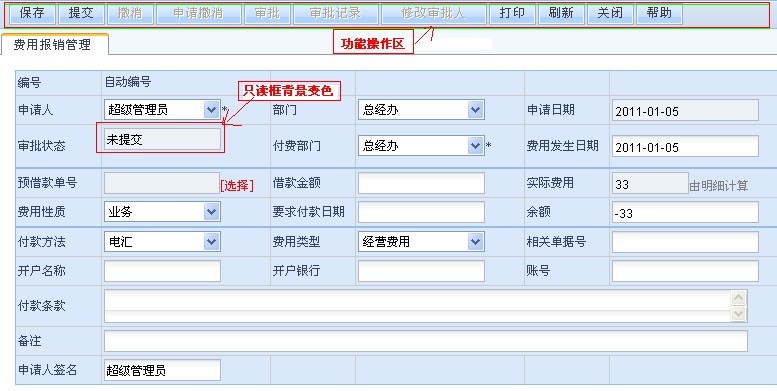 保存 提交 撤消 申请撤消 审批 审批记录 修改审批人 打印 刷新 关闭 帮助
功能操作区
费用报销管理
编号 自动编号
只读框背景变色
申请人 超级管理员 * 部门 总经办 申请日期 2011-01-05
审批状态 未提交 付费部门 总经办 * 费用发生日期 2011-01-05
预借款单号 [选择] 借款金额 实际费用 33 由明细计算
费用性质 业务 要求付款日期 余额 -33
付款方法 电汇 费用类型 经营费用 相关单据号
开户名称 开户银行 账号
付款条款
备注
申请人签名 超级管理员